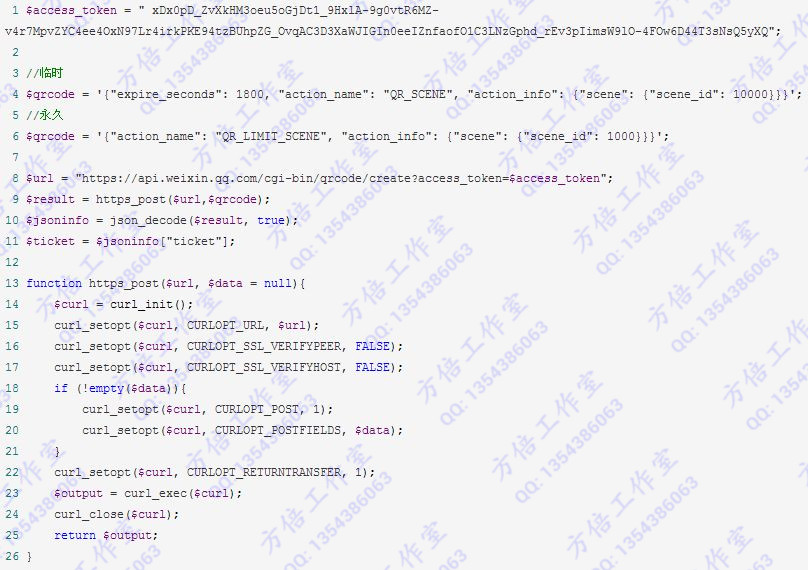 1 $access_token = " xDx0pD_ZvXkHM3oeu5oGjDt1_9HxlA-9g0vtR6MZ-
v4r7MpvZYC4ee4OxN97Lr4irkPKE94tzBUhpZG_OvqAC3D3XaWJIGIn0eeIZnfaofO1C3LNzGphd_rEv3pIimsW9lO-4FOw6D44T3sNsQ5yXQ";
2
3 //临时
4 $qrcode = '{"expire_seconds": 1800, "action_name": "QR_SCENE", "action_info": {"scene": {"scene_id": 10000}}}';
5 //永久
6 $qrcode = '{"action_name": "QR_LIMIT_SCENE", "action_info": {"scene": {"scene_id": 1000}}}';
7
8 $url = "https://api.weixin.qq.com/cgi-bin/qrcode/create?access_token=$access_token";
9 $result = https_post($url,$qrcode);
10 $jsoninfo = json_decode($result, true);
11 $ticket = $jsoninfo["ticket"];
12
13 function https_post($url, $data = null){
14 $curl = curl_init();
15 curl_setopt($curl, CURLOPT_URL, $url);
16 curl_setopt($curl, CURLOPT_SSL_VERIFYPEER, FALSE);
17 curl_setopt($curl, CURLOPT_SSL_VERIFYHOST, FALSE);
18 if (!empty($data)){
19 curl_setopt($curl, CURLOPT_POST, 1);
20 curl_setopt($curl, CURLOPT_POSTFIELDS, $data);
21 }
22 curl_setopt($curl, CURLOPT_RETURNTRANSFER, 1);
23 $output = curl_exec($curl);
24 curl_close($curl);
25 return $output;
26 }
方倍工作室
QQ: 1354386063